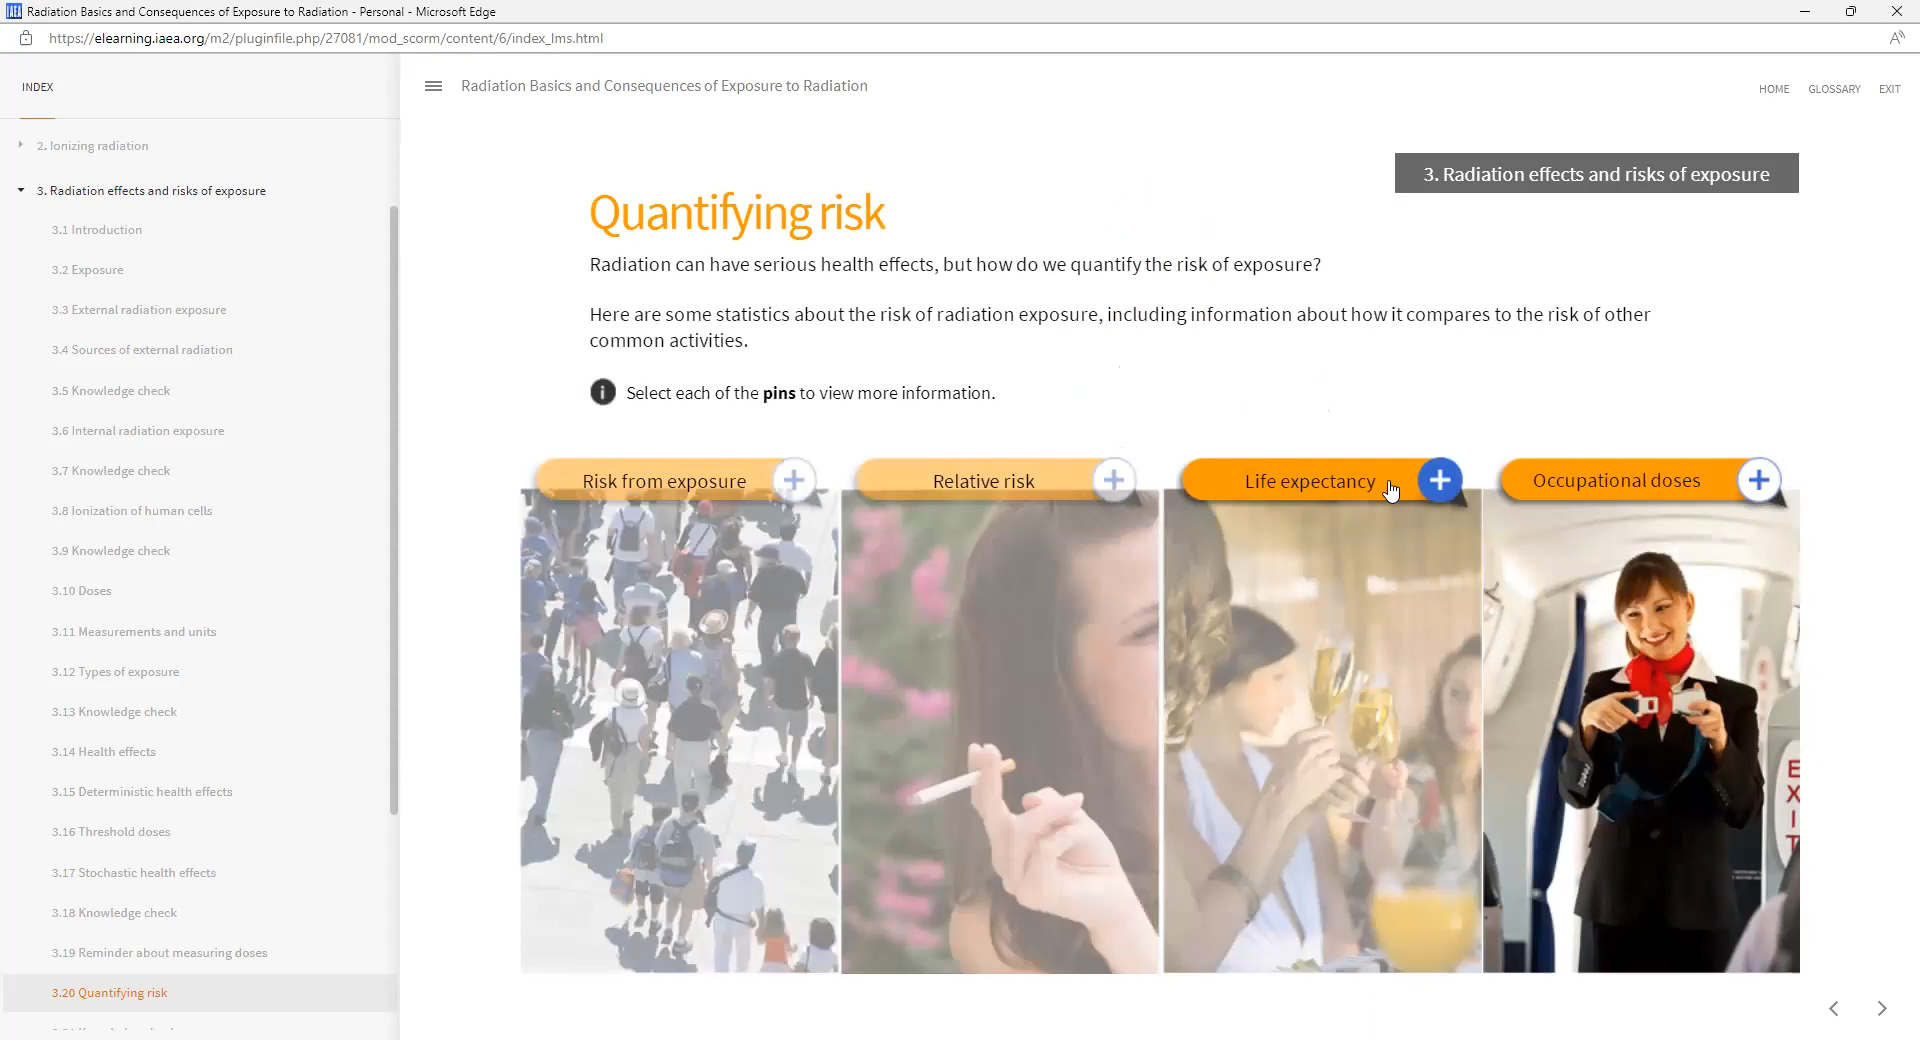 Radiation Basics and Consequences of Exposure to Radiation - Personal - Microsoft Edge
https://elearning.iaea.org/m2/pluginfile.php/27081/mod_scorm/content/6/index_lms.html
INDEX
Radiation Basics and Consequences of Exposure to Radiation
HOME
GLOSSARY
EXIT
2. Ionizing radiation
3. Radiation effects and risks of exposure
3.1 Introduction
3.2 Exposure
3.3 External radiation exposure
3.4 Sources of external radiation
3.5 Knowledge check
3.6 Internal radiation exposure
3.7 Knowledge check
3.8 Ionization of human cells
3.9 Knowledge check
3.10 Doses
3.11 Measurements and units
3.12 Types of exposure
3.13 Knowledge check
3.14 Health effects
3.15 Deterministic health effects
3.16 Threshold doses
3.17 Stochastic health effects
3.18 Knowledge check
3.19 Reminder about measuring doses
3.20 Quantifying risk
3. Radiation effects and risks of exposure
Quantifying risk
Radiation can have serious health effects, but how do we quantify the risk of exposure?
Here are some statistics about the risk of radiation exposure, including information about how it compares to the risk of other
common activities.
Select each of the pins to view more information.
Risk from exposure
Relative risk
Life expectancy
Occupational doses
EXIT